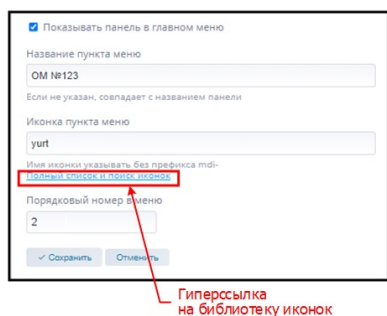 Показывать панель в главном меню
Название пункта меню
ОМ №123
Если не указан, совпадает с названием панели
Иконка пункта меню
yurt
Имя иконки указывать без префикса mdi-
Полный список и поиск иконок
Порядковый номер в меню
2
Сохранить Отменить
Гиперссылка
на библиотеку иконок